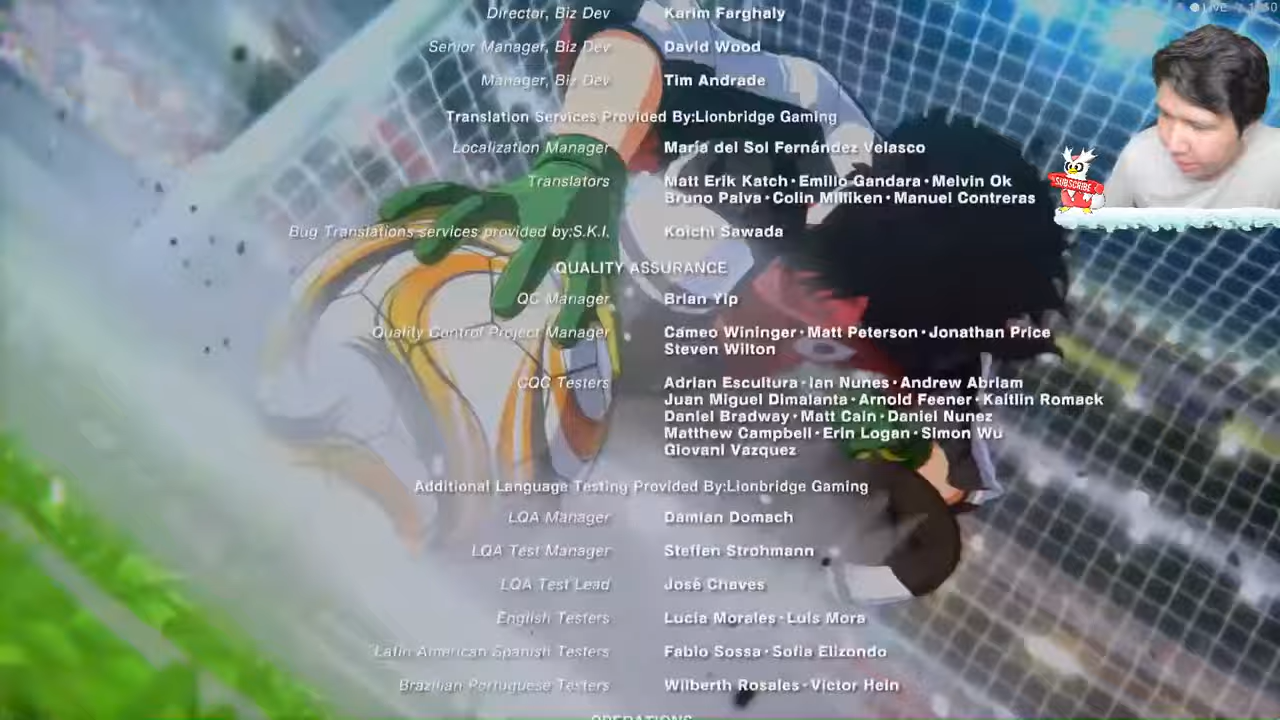 LIVE
Director, Biz Dev Karim Farghaly
Senior Manager, Biz Dev David Wood
Manager, Biz Dev Tim Andrade
Translation Services Provided By:Lionbridge Gaming
Localization Manager María del Sol Fernández Velasco
SUBSCRIBE
Translators Matt Erik Katch・Emilio Gandara・Melvin Ok
Bruno Paiva・Colin Milliken・Manuel Contreras
Bug Translations services provided by:S.K.I. Koichi Sawada
QUALITY ASSURANCE
QC Manager Brian Yip
Quality Control Project Manager Cameo Wininger・Matt Peterson・Jonathan Price
Steven Wilton
CQC Testers Adrian Escultura・Ian Nunes・Andrew Abriam
Juan Miguel Dimalanta・Arnold Feener・Kaitlin Romack
Daniel Bradway・Matt Cain・Daniel Nunez
Matthew Campbell・Erin Logan・Simon Wu
Giovani Vazquez
Additional Language Testing Provided By:Lionbridge Gaming
LQA Manager Damian Domach
LQA Test Manager Steffen Strohmann
LQA Test Lead José Chaves
English Testers Lucia Morales・Luis Mora
Latin American Spanish Testers Fabio Sossa・Sofia Elizondo
Brazilian Portuguese Testers Wilberth Rosales・Victor Hein
OPERATIONS